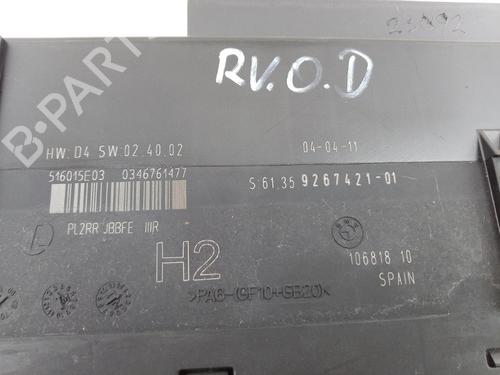 23492
RV.O.D
HW:D4 SW:02.40.02 04-04-11
516015E03 0346761477
S 61.35 9267421-01
PL2RR JBBFE IIIR
H2
106818 10
SPAIN
>PA6-(GF10+GB20)<
B-PARTS